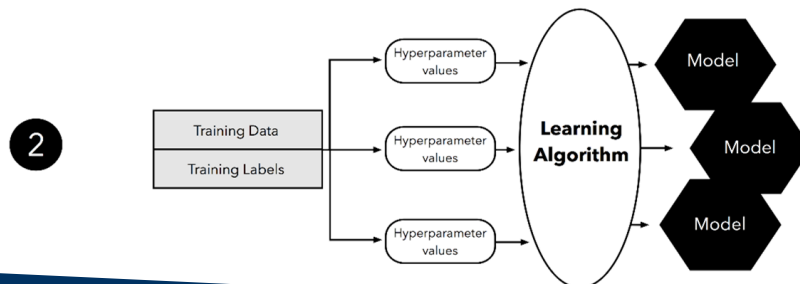 2
Training Data
Training Labels
Hyperparameter
values
Hyperparameter
values
Hyperparameter
values
Learning
Algorithm
Model
Model
Model